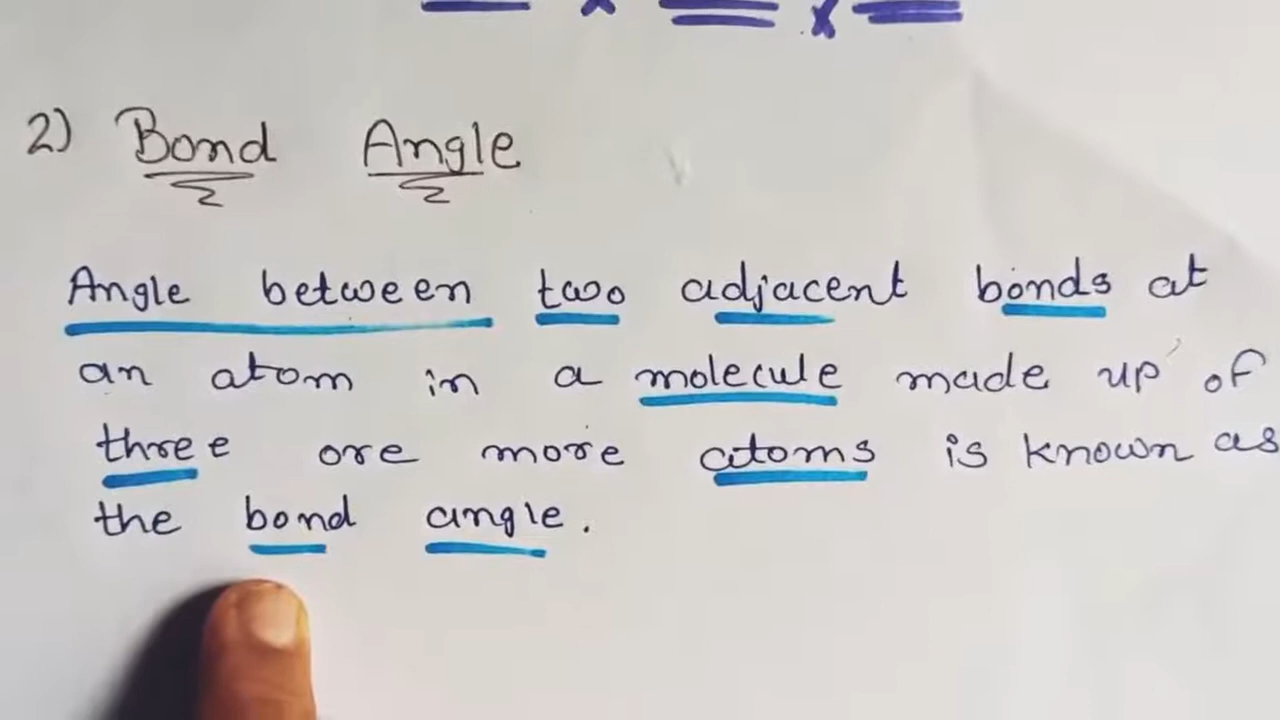 2) Bond Angle
Angle between two adjacent bonds at
an atom in a molecule made up of
three ore more atoms is known as
the bond angle.